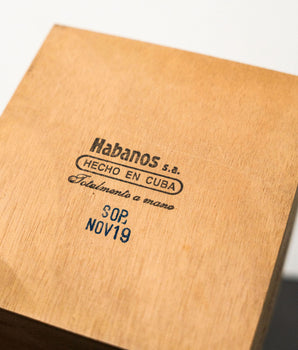 Habanos s.a.
HECHO EN CUBA
Totalmente a mano
SOP
NOV19